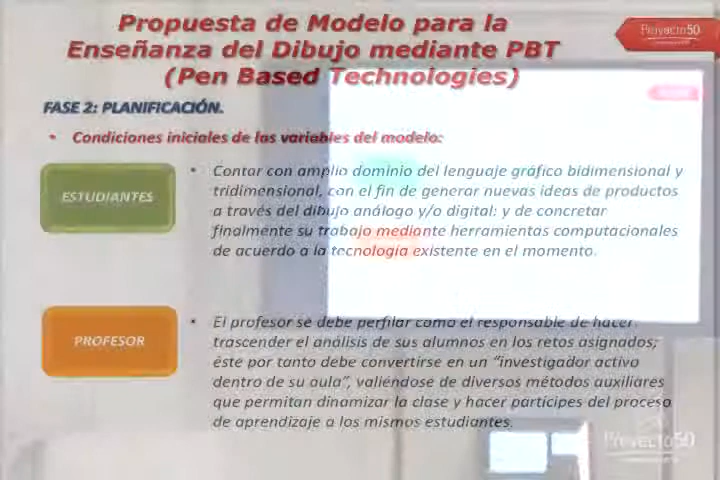 Propuesta de Modelo para la
Enseñanza del Dibujo mediante PBT
(Pen Based Technologies)
Proyecto50
FASE 2: PLANIFICACIÓN.
• Condiciones iniciales de las variables del modelo:
ESTUDIANTES
• Contar con amplio dominio del lenguaje gráfico bidimensional y
tridimensional, con el fin de generar nuevas ideas de productos
a través del dibujo análogo y/o digital; y de concretar
finalmente su trabajo mediante herramientas computacionales
de acuerdo a la tecnología existente en el momento.
PROFESOR
• El profesor se debe perfilar como el responsable de hacer
trascender el análisis de sus alumnos en los retos asignados;
éste por tanto debe convertirse en un "investigador activo
dentro de su aula", valiéndose de diversos métodos auxiliares
que permitan dinamizar la clase y hacer partícipes del proceso
de aprendizaje a los mismos estudiantes.
Proyecto50